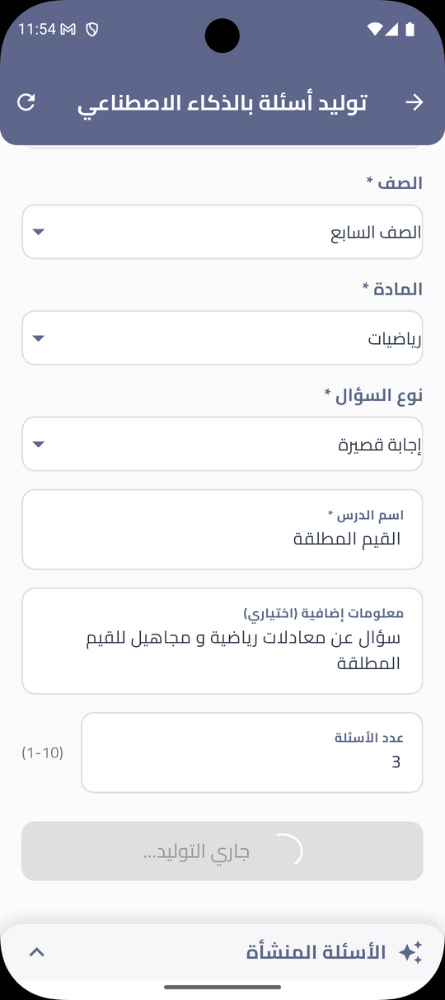 11:54
توليد أسئلة بالذكاء الاصطناعي
الصف *
الصف السابع
المادة *
رياضيات
نوع السؤال *
إجابة قصيرة
اسم الدرس *
القيم المطلقة
معلومات إضافية (اختياري)
سؤال عن معادلات رياضية و مجاهيل للقيم
المطلقة
عدد الأسئلة
3
(1-10)
جاري التوليد...
الأسئلة المنشأة